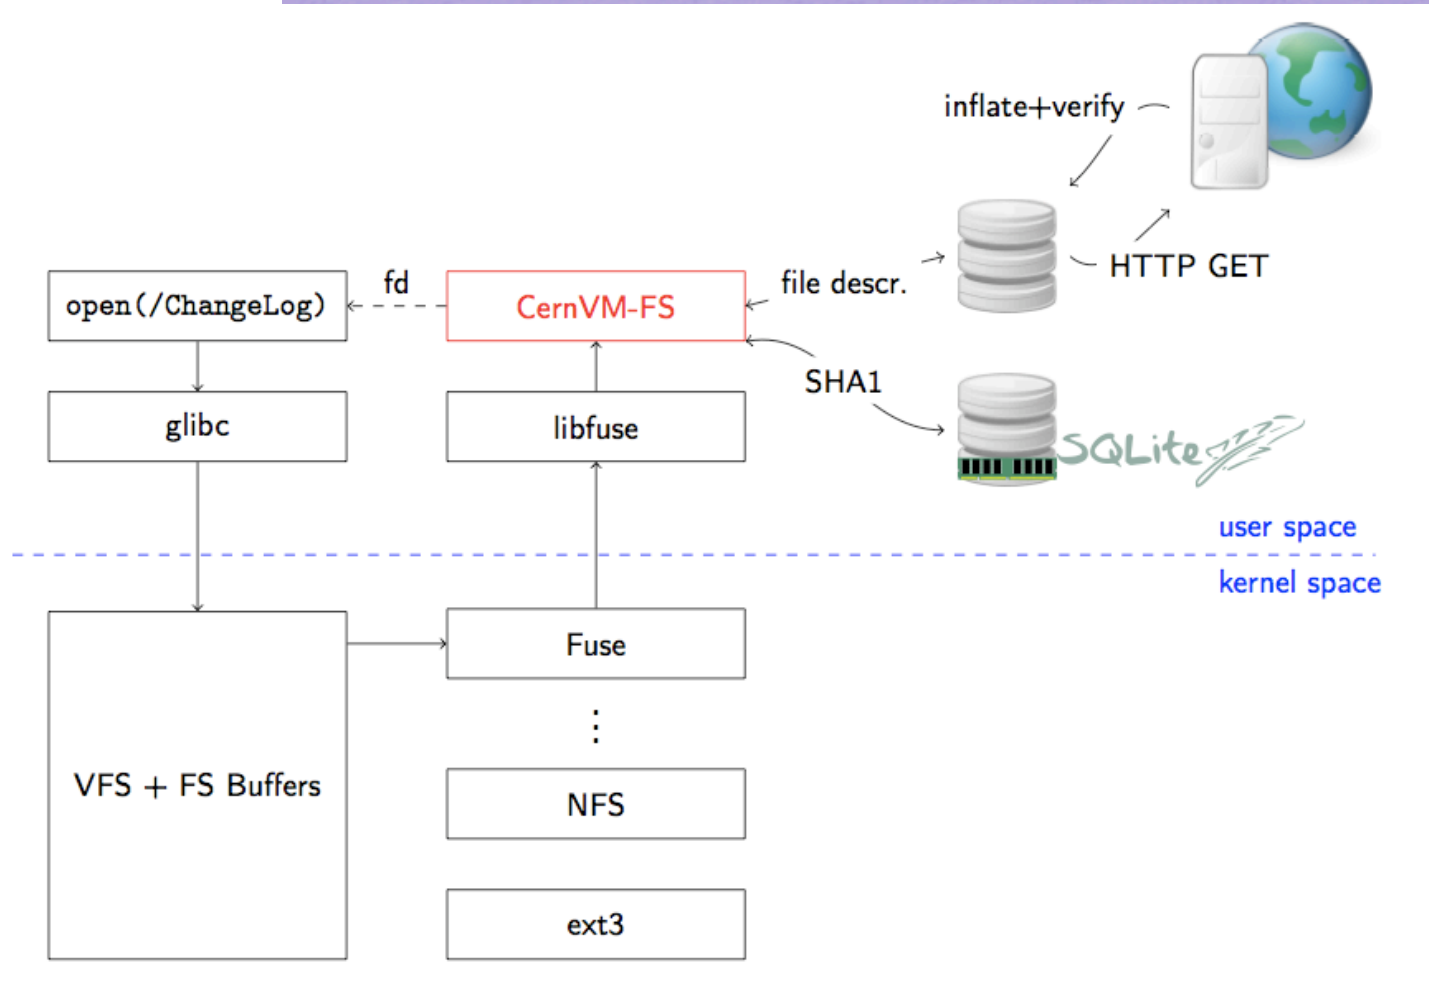 inflate+verify
HTTP GET
open(/ChangeLog)
fd
CernVM-FS
file descr.
SHA1
glibc
libfuse
SQLite
user space
kernel space
VFS + FS Buffers
Fuse
⋮
NFS
ext3